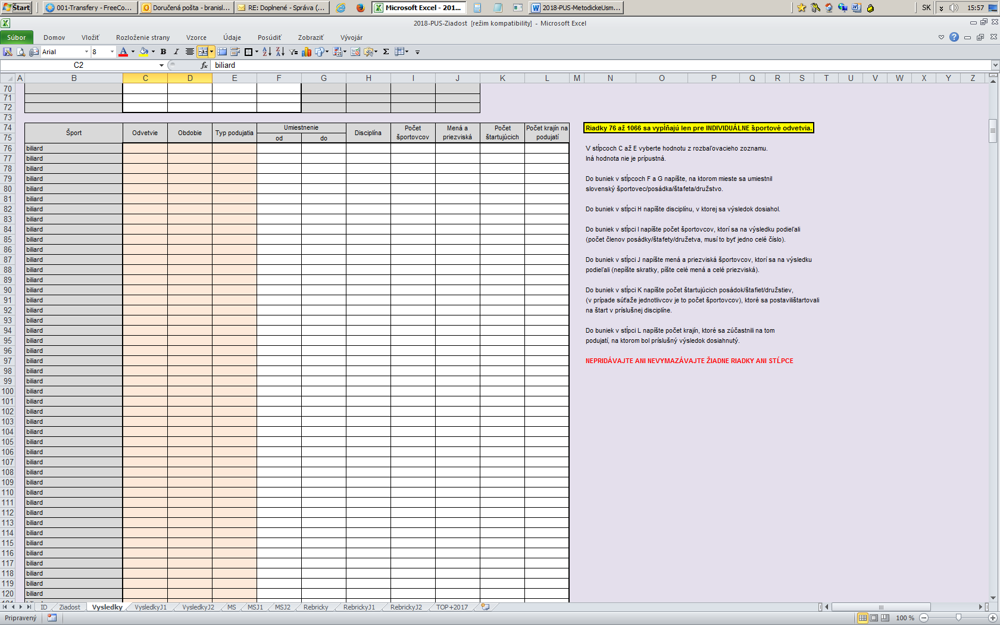 Štart 001-Transfery - FreeCo... Doručená pošta - branisl... RE: Doplnené - Správa (... Microsoft Excel - 201... 2018-PUS-MetodickeUsm... SK 15:57
2018-PUS-Ziadost [režim kompatibility] - Microsoft Excel
Súbor Domov Vložiť Rozloženie strany Vzorce Údaje Posúdiť Zobraziť Vývojár
Arial 8 A B I Σ
C2 fx biliard
A B C D E F G H I J K L M N O P Q R S T U V W X Y Z
70
71
72
73
74 Šport Odvetvie Obdobie Typ podujatia Umiestnenie Disciplína Počet športovcov Mená a priezviská Počet štartujúcich Počet krajín na podujatí Riadky 76 až 1066 sa vypĺňajú len pre INDIVIDUÁLNE športové odvetvia.
75 od do
76 biliard V stĺpcoch C až E vyberte hodnotu z rozbaľovacieho zoznamu.
77 biliard Iná hodnota nie je prípustná.
78 biliard
79 biliard Do buniek v stĺpcoch F a G napíšte, na ktorom mieste sa umiestnil
80 biliard slovenský športovec/posádka/štafeta/družstvo.
81 biliard
82 biliard Do buniek v stĺpci H napíšte disciplínu, v ktorej sa výsledok dosiahol.
83 biliard
84 biliard Do buniek v stĺpci I napíšte počet športovcov, ktorí sa na výsledku podieľali
85 biliard (počet členov posádky/štafety/družetva, musí to byť jedno celé číslo).
86 biliard
87 biliard Do buniek v stĺpci J napíšte mená a priezviská športovcov, ktorí sa na výsledku
88 biliard podieľali (nepíšte skratky, píšte celé mená a celé priezviská).
89 biliard
90 biliard Do buniek v stĺpci K napíšte počet štartujúcich posádok/štafiet/družstiev,
91 biliard (v prípade súťaže jednotlivcov je to počet športovcov), ktoré sa postavilištartovali
92 biliard na štart v príslušnej disciplíne.
93 biliard
94 biliard Do buniek v stĺpci L napíšte počet krajín, ktoré sa zúčastnili na tom
95 biliard podujatí, na ktorom bol príslušný výsledok dosiahnutý.
96 biliard
97 biliard NEPRIDÁVAJTE ANI NEVYMAZÁVAJTE ŽIADNE RIADKY ANI STĹPCE
98 biliard
99 biliard
100 biliard
101 biliard
102 biliard
103 biliard
104 biliard
105 biliard
106 biliard
107 biliard
108 biliard
109 biliard
110 biliard
111 biliard
112 biliard
113 biliard
114 biliard
115 biliard
116 biliard
117 biliard
118 biliard
119 biliard
120 biliard
ID Ziadost Vysledky VysledkyJ1 VysledkyJ2 MS MSJ1 MSJ2 Rebricky RebrickyJ1 RebrickyJ2 TOP+2017
Pripravený 100 %